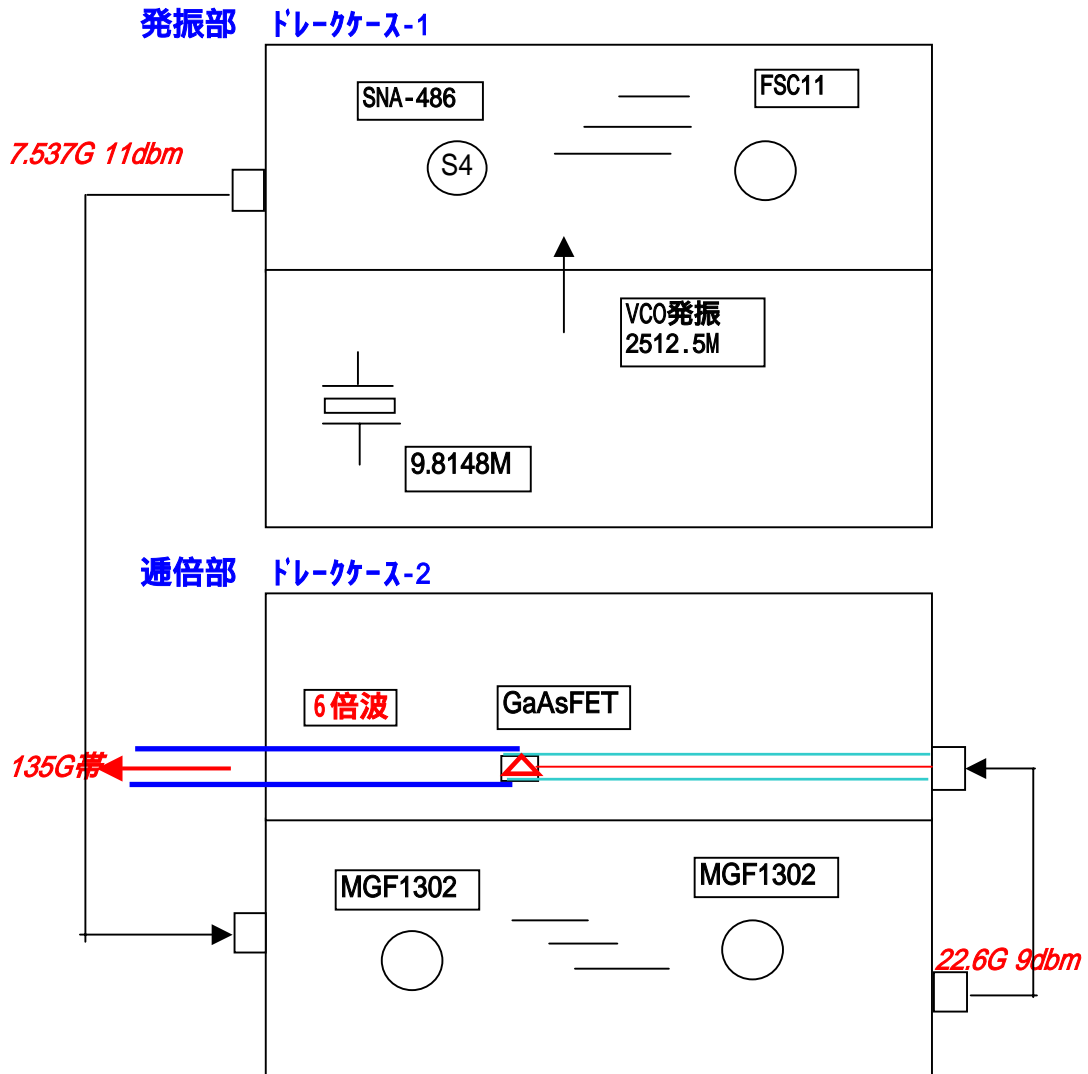 発振部 ドレークケース-1
SNA-486
FSC11
7.537G 11dbm
S4
VCO発振
2512.5M
9.8148M
逓倍部 ドレークケース-2
6倍波
GaAsFET
135G帯
MGF1302
MGF1302
22.6G 9dbm